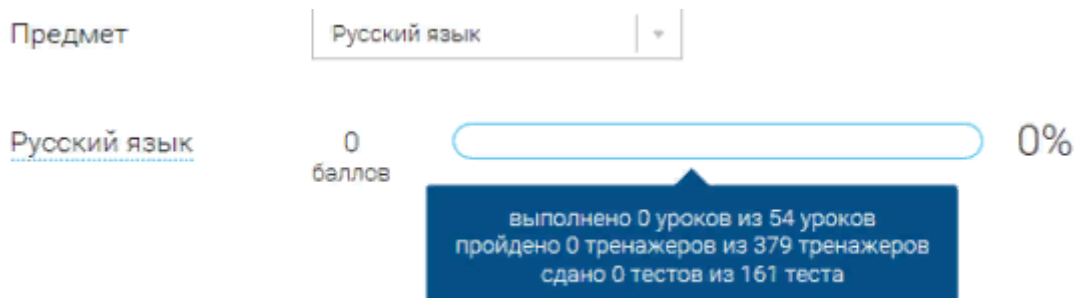 Предмет
Русский язык
Русский язык
0
баллов
0%
выполнено 0 уроков из 54 уроков
пройдено 0 тренажеров из 379 тренажеров
сдано 0 тестов из 161 теста